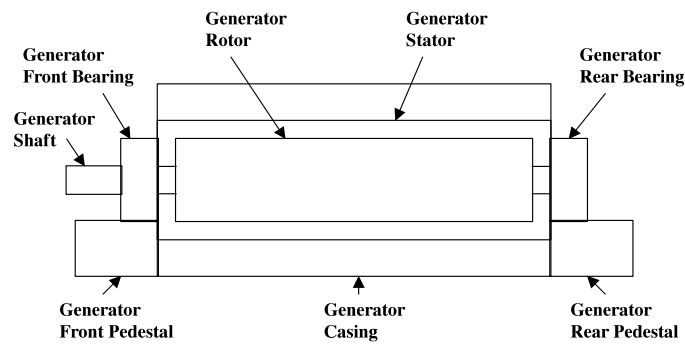 Generator
Rotor
Generator
Stator
Generator
Front Bearing
Generator
Rear Bearing
Generator
Shaft
Generator
Front Pedestal
Generator
Casing
Generator
Rear Pedestal